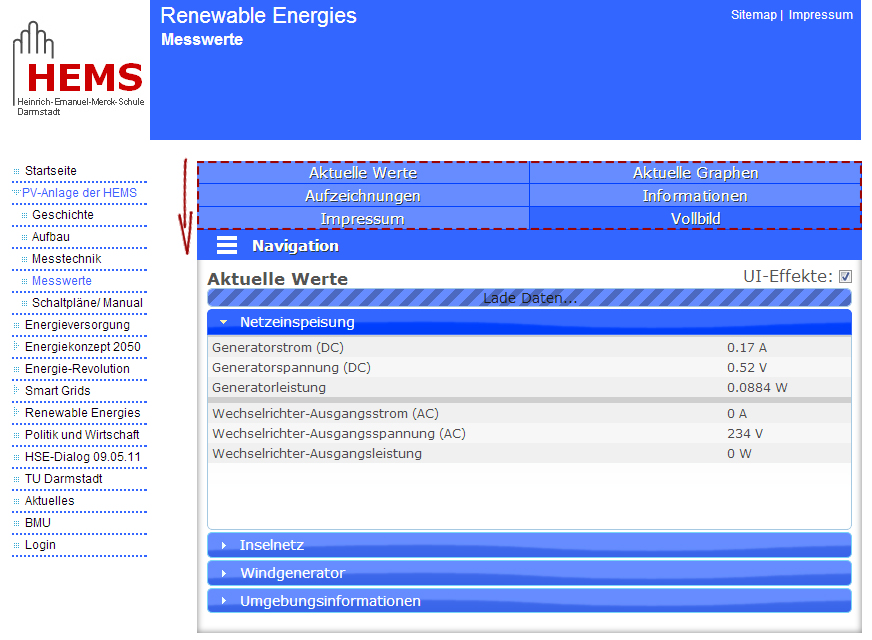 Renewable Energies
Messwerte
Sitemap | Impressum
HEMS
Heinrich-Emanuel-Merck-Schule
Darmstadt
Startseite
PV-Anlage der HEMS
Geschichte
Aufbau
Messtechnik
Messwerte
Schaltpläne/ Manual
Energieversorgung
Energiekonzept 2050
Energie-Revolution
Smart Grids
Renewable Energies
Politik und Wirtschaft
HSE-Dialog 09.05.11
TU Darmstadt
Aktuelles
BMU
Login
Aktuelle Werte Aktuelle Graphen
Aufzeichnungen Informationen
Impressum Vollbild
Navigation
Aktuelle Werte UI-Effekte:
Lade Daten...
Netzeinspeisung
Generatorstrom (DC) 0.17 A
Generatorspannung (DC) 0.52 V
Generatorleistung 0.0884 W
Wechselrichter-Ausgangsstrom (AC) 0 A
Wechselrichter-Ausgangsspannung (AC) 234 V
Wechselrichter-Ausgangsleistung 0 W
Inselnetz
Windgenerator
Umgebungsinformationen